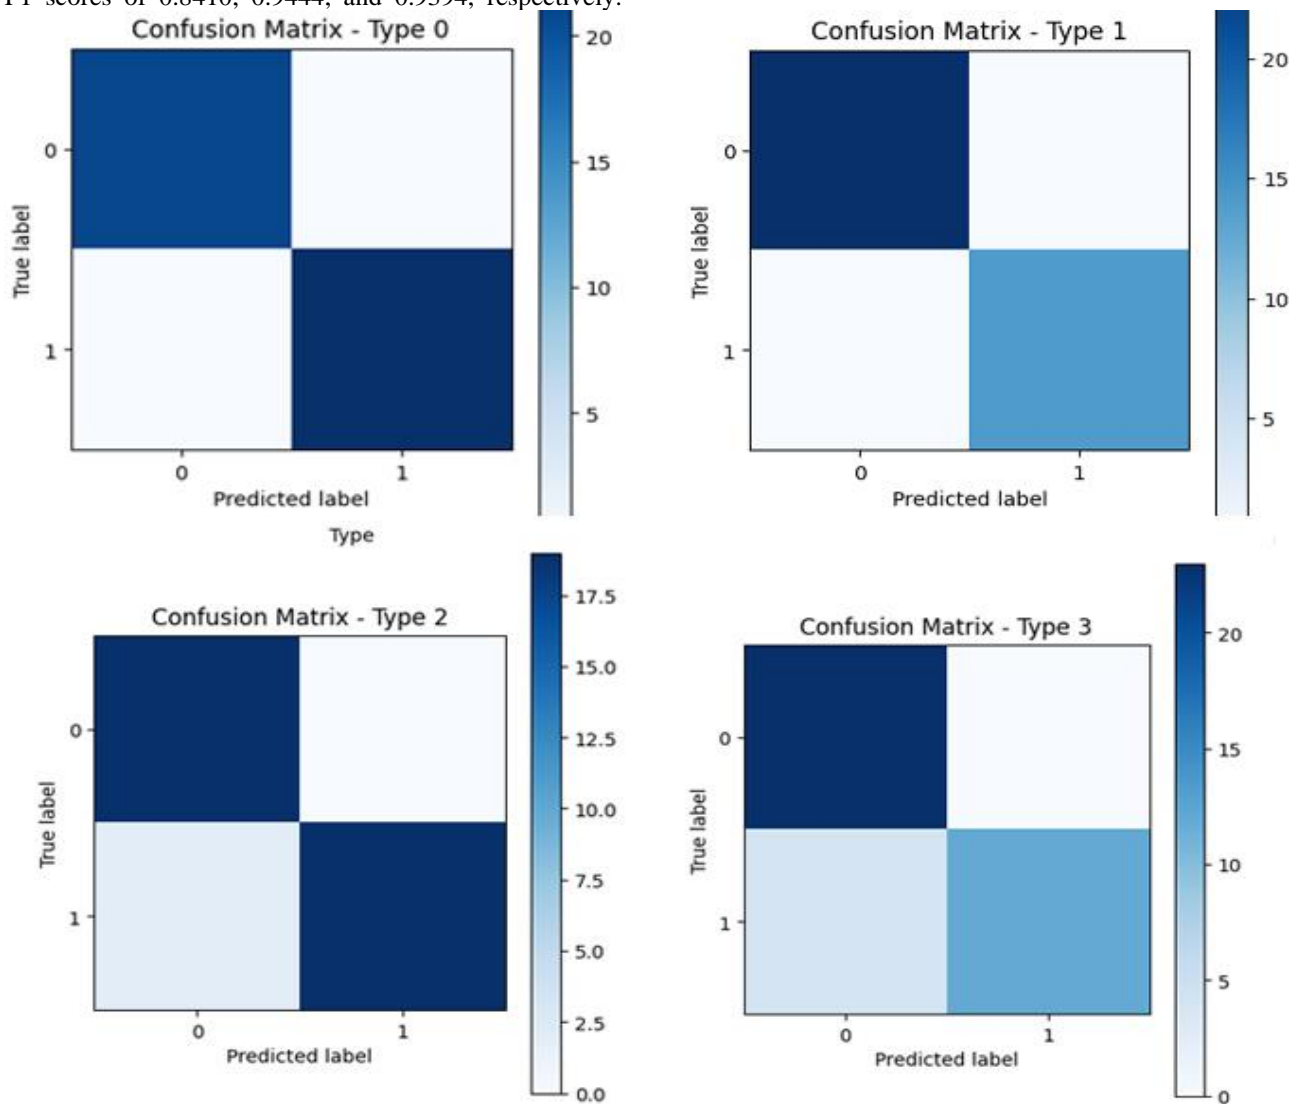 F1 scores of 0.8416, 0.9444, and 0.9394, respectively.
Confusion Matrix - Type 0
20
15
10
5
True label
0
1
0
1
Predicted label
Confusion Matrix - Type 1
20
15
10
5
True label
0
1
0
1
Predicted label
Type
Confusion Matrix - Type 2
17.5
15.0
12.5
10.0
7.5
5.0
2.5
0.0
True label
0
1
0
1
Predicted label
Confusion Matrix - Type 3
20
15
10
5
0
True label
0
1
0
1
Predicted label